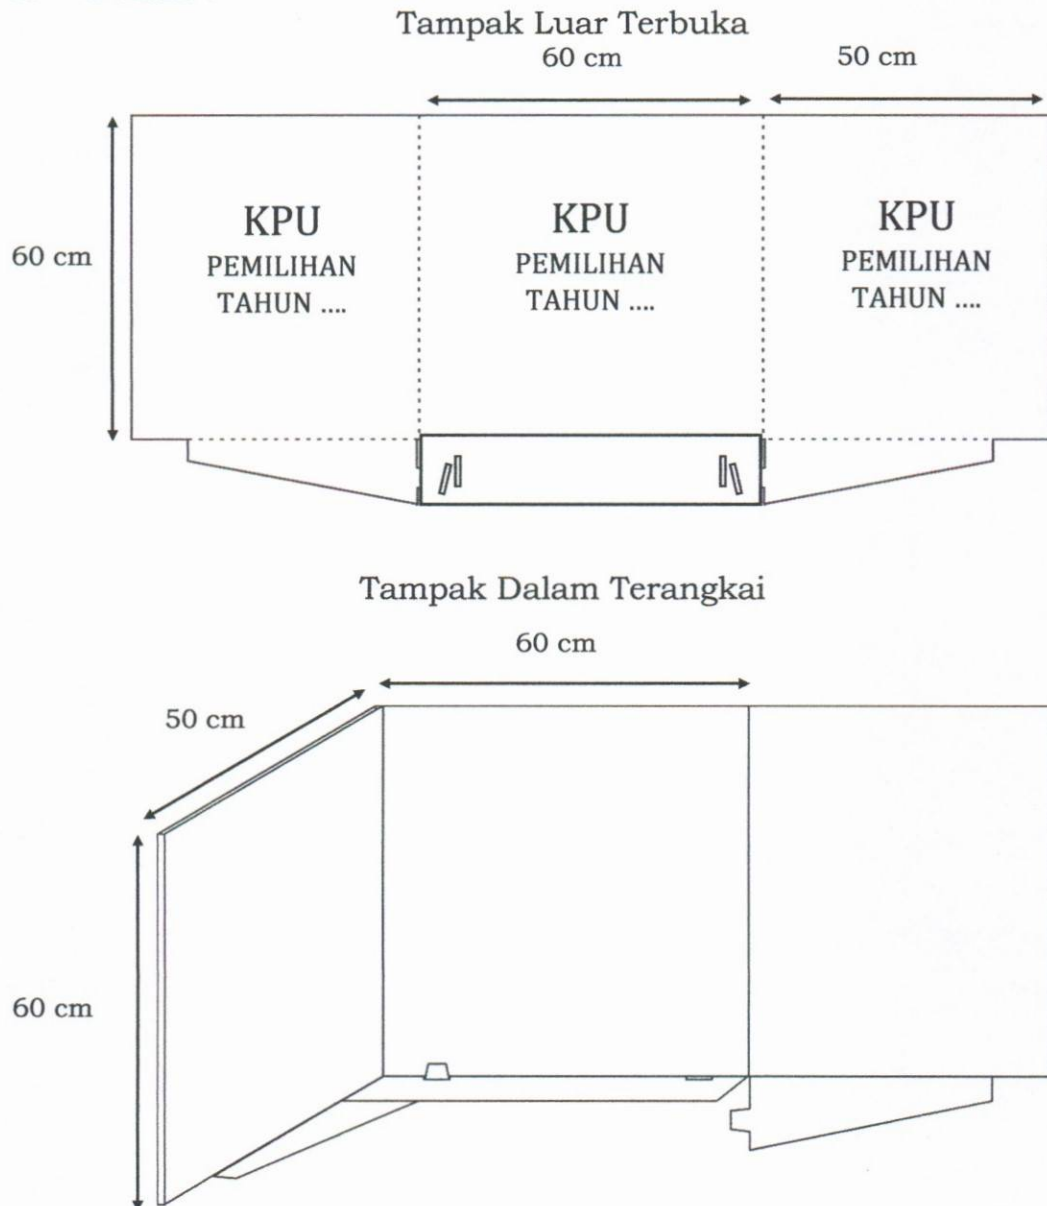 Tampak Luar Terbuka
60 cm
50 cm
60 cm
KPU
PEMILIHAN
TAHUN ....
KPU
PEMILIHAN
TAHUN ....
KPU
PEMILIHAN
TAHUN ....
Tampak Dalam Terangkai
60 cm
50 cm
60 cm